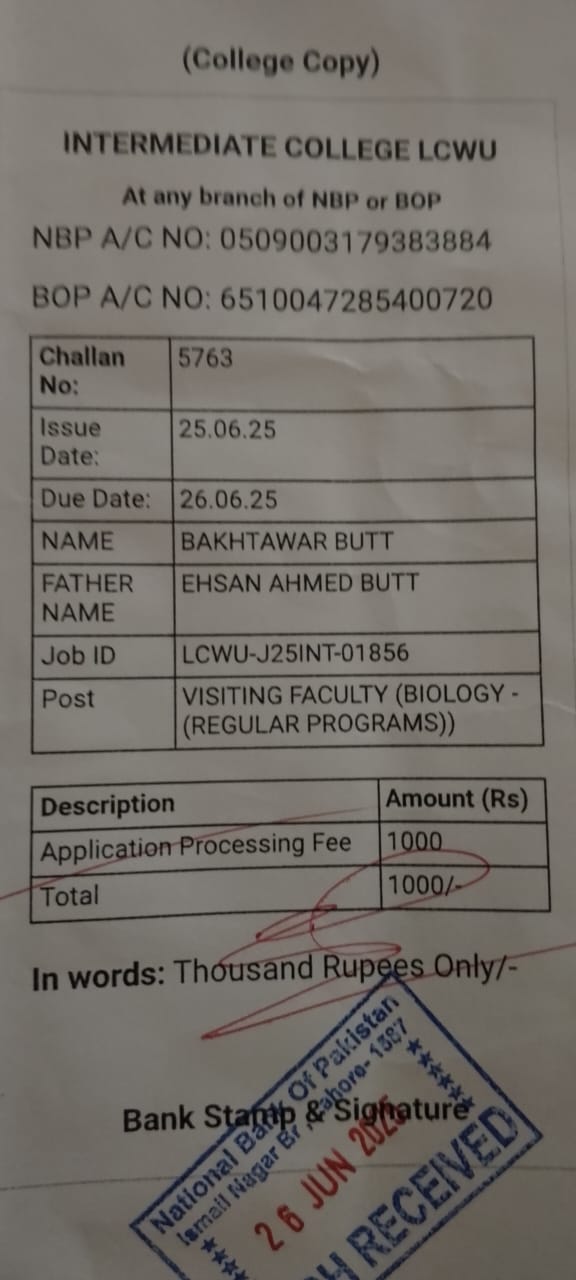 (College Copy)
INTERMEDIATE COLLEGE LCWU
At any branch of NBP or BOP
NBP A/C NO: 0509003179383884
BOP A/C NO: 6510047285400720
Challan No: 5763
Issue Date: 25.06.25
Due Date: 26.06.25
NAME BAKHTAWAR BUTT
FATHER NAME EHSAN AHMED BUTT
Job ID LCWU-J25INT-01856
Post VISITING FACULTY (BIOLOGY -
(REGULAR PROGRAMS))
Description Amount (Rs)
Application Processing Fee 1000
Total 1000/-
In words: Thousand Rupees Only/-
Bank Stamp & Signature
National Bank Of Pakistan
Ismail Nagar Br Lahore- 1387
26 JUN 2025
RECEIVED